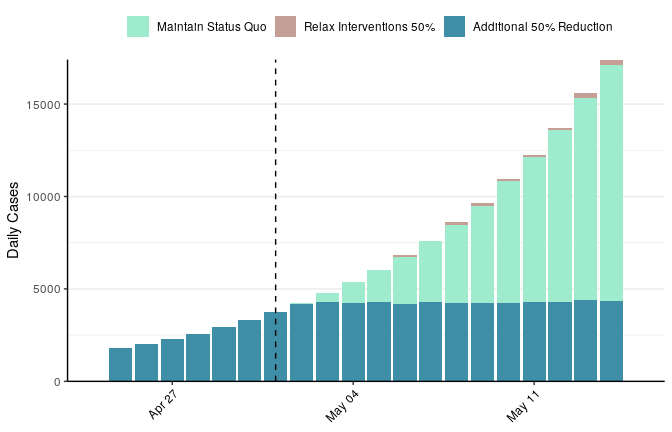 Maintain Status Quo Relax Interventions 50% Additional 50% Reduction
Daily Cases
15000
10000
5000
0
Apr 27 May 04 May 11